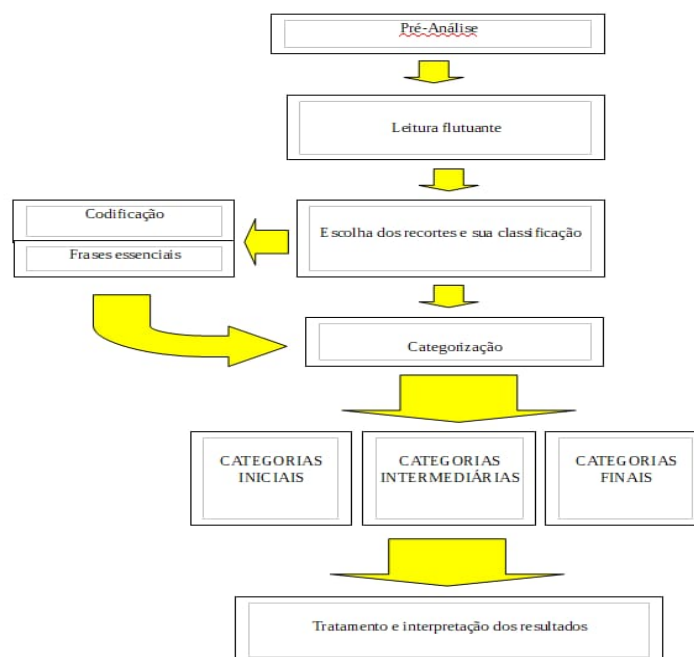 Pré-Análise
Leitura flutuante
Codificação
Frases essenciais
Escolha dos recortes e sua classificação
Categorização
CATEGORIAS
INICIAIS
CATEGORIAS
INTERMEDIÁRIAS
CATEGORIAS
FINAIS
Tratamento e interpretação dos resultados